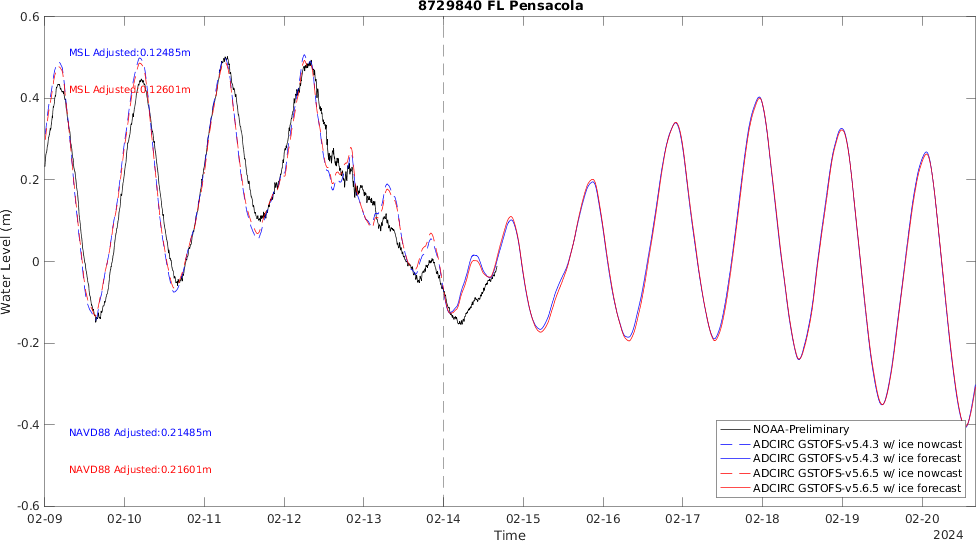 8729840 FL Pensacola
0.6
MSL Adjusted:0.12485m
MSL Adjusted:0.12601m
0.4
0.2
Water Level (m)
0
-0.2
-0.4
NAVD88 Adjusted:0.21485m
NAVD88 Adjusted:0.21601m
NOAA-Preliminary
ADCIRC GSTOFS-v5.4.3 w/ ice nowcast
ADCIRC GSTOFS-v5.4.3 w/ ice forecast
ADCIRC GSTOFS-v5.6.5 w/ ice nowcast
ADCIRC GSTOFS-v5.6.5 w/ ice forecast
-0.6
02-09 02-10 02-11 02-12 02-13 02-14 02-15 02-16 02-17 02-18 02-19 02-20
Time
2024